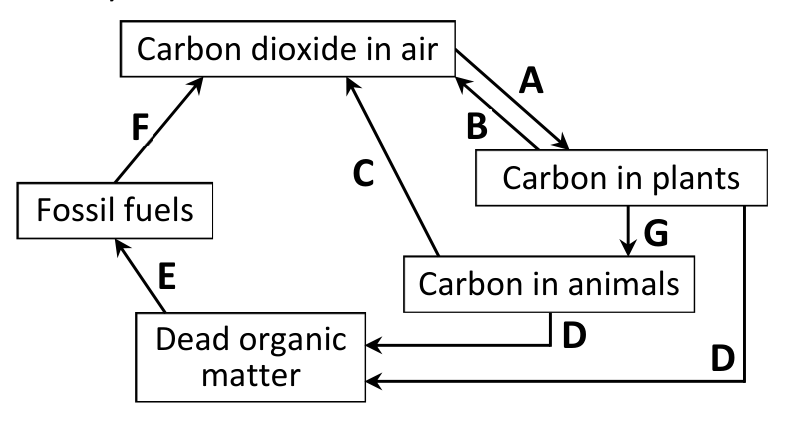 Carbon dioxide in air
A
F
B
C
Carbon in plants
Fossil fuels
G
E
Carbon in animals
Dead organic
matter
D
D